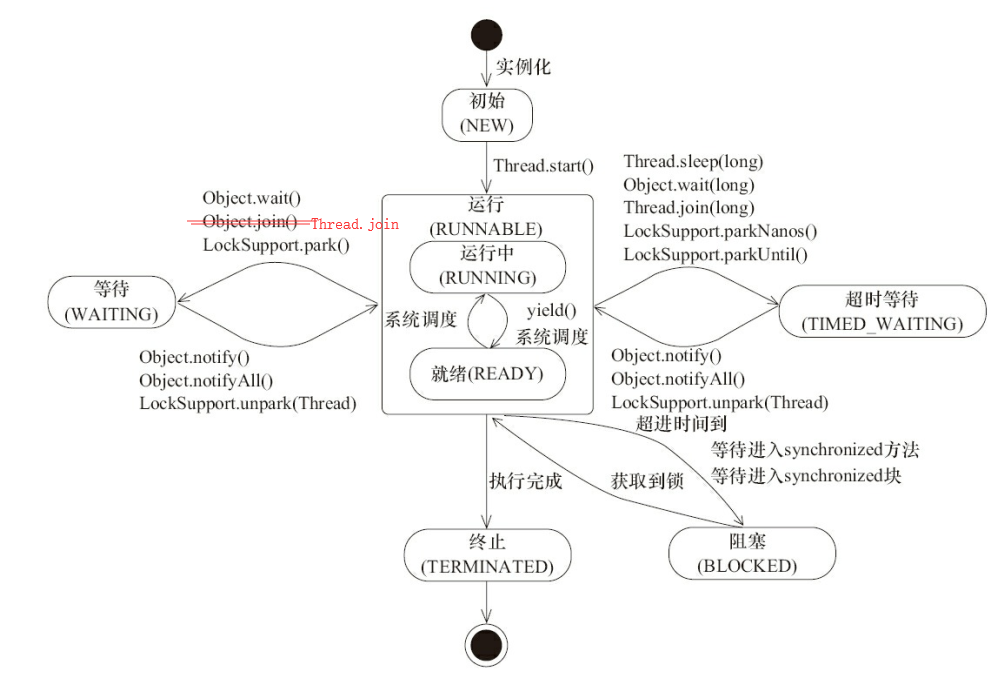 实例化
初始
(NEW)
Thread.start()
Object.wait()
Object.join() Thread.join
LockSupport.park()
Thread.sleep(long)
Object.wait(long)
Thread.join(long)
LockSupport.parkNanos()
LockSupport.parkUntil()
运行
(RUNNABLE)
运行中
(RUNNING)
等待
(WAITING)
系统调度
yield()
系统调度
超时等待
(TIMED_WAITING)
就绪(READY)
Object.notify()
Object.notifyAll()
LockSupport.unpark(Thread)
Object.notify()
Object.notifyAll()
LockSupport.unpark(Thread)
超进时间到
等待进入synchronized方法
等待进入synchronized块
执行完成
获取到锁
终止
(TERMINATED)
阻塞
(BLOCKED)